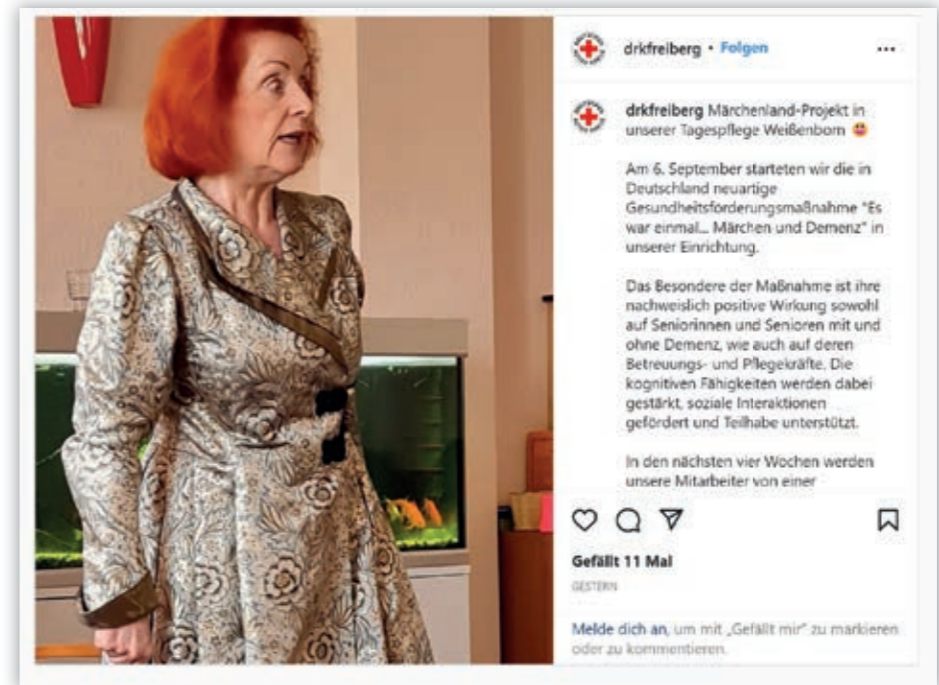 drkfreiberg • Folgen
drkfreiberg Märchenland-Projekt in
unserer Tagespflege Weißenborn 😃
Am 6. September starteten wir die in
Deutschland neuartige
Gesundheitsförderungsmaßnahme "Es
war einmal... Märchen und Demenz" in
unserer Einrichtung.
Das Besondere der Maßnahme ist ihre
nachweislich positive Wirkung sowohl
auf Seniorinnen und Senioren mit und
ohne Demenz, wie auch auf deren
Betreuungs- und Pflegekräfte. Die
kognitiven Fähigkeiten werden dabei
gestärkt, soziale Interaktionen
gefördert und Teilhabe unterstützt.
In den nächsten vier Wochen werden
unsere Mitarbeiter von einer
Gefällt 11 Mal
GESTERN
Melde dich an, um mit „Gefällt mir" zu markieren
oder zu kommentieren.